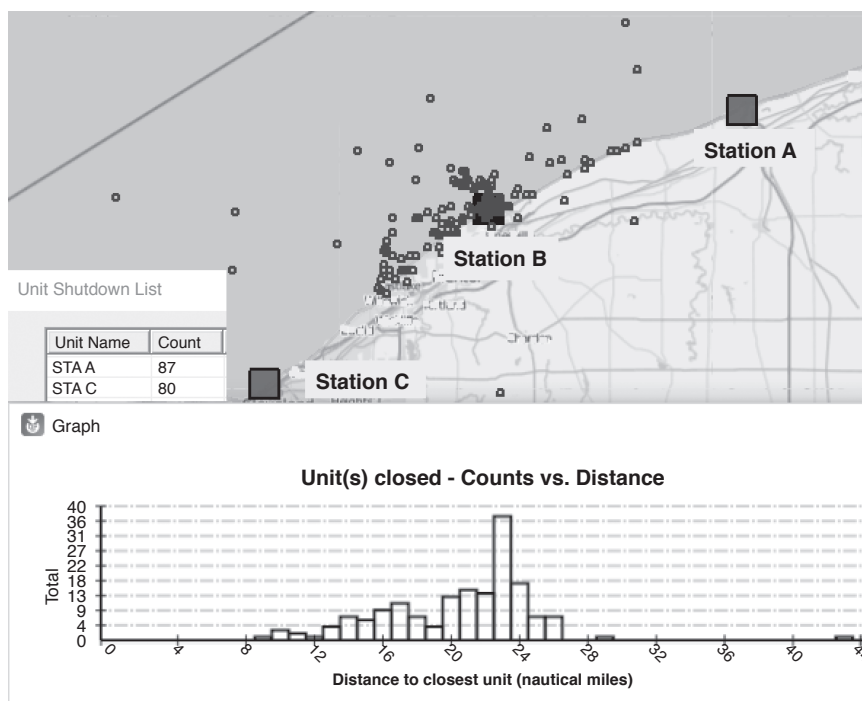 Station A
Station B
Unit Shutdown List
Unit Name Count
STA A 87
STA C 80
Station C
Graph
Unit(s) closed - Counts vs. Distance
Total
40
36
31
27
22
18
13
9
4
0
0 4 8 12 16 20 24 28 32 36 40
Distance to closest unit (nautical miles)